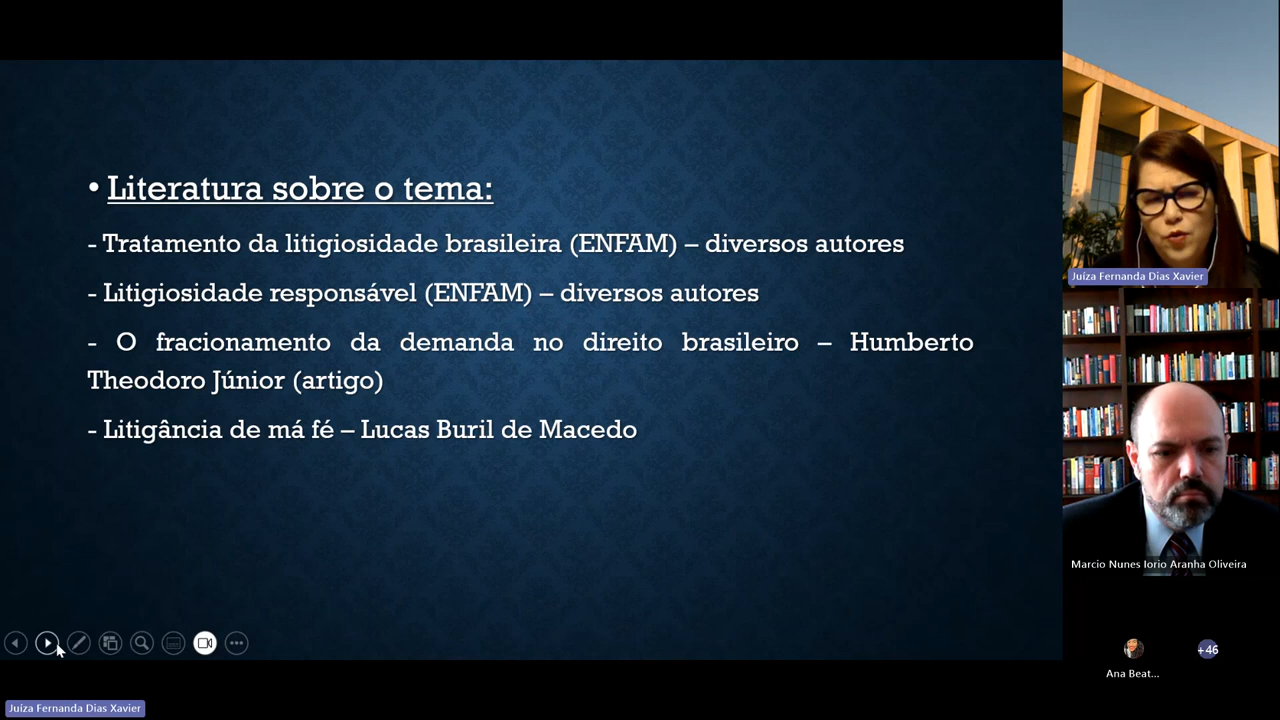 • Literatura sobre o tema:
- Tratamento da litigiosidade brasileira (ENFAM) – diversos autores
- Litigiosidade responsável (ENFAM) – diversos autores
- O fracionamento da demanda no direito brasileiro – Humberto
Theodoro Júnior (artigo)
- Litigância de má fé – Lucas Buril de Macedo
Juíza Fernanda Dias Xavier
Marcio Nunes Iorio Aranha Oliveira
+46
Ana Beat...
Juíza Fernanda Dias Xavier